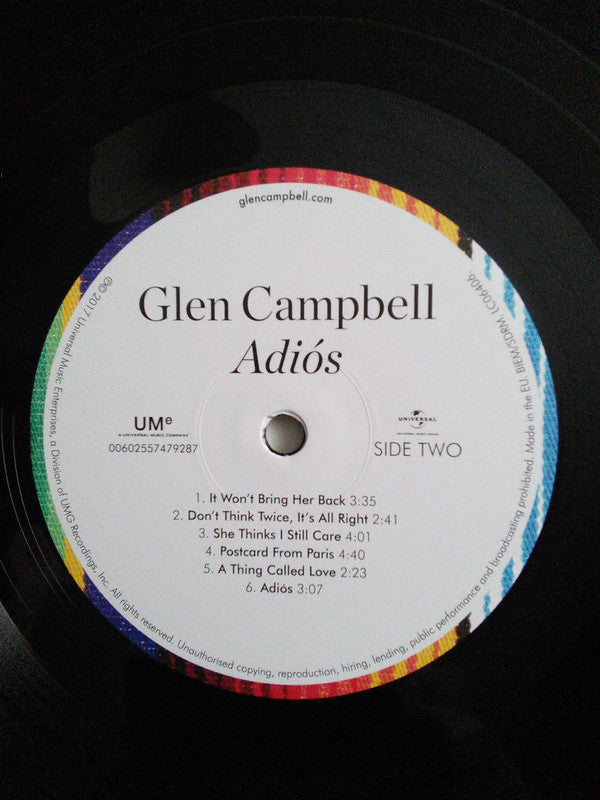 glencampbell.com
Glen Campbell
Adiós
UMe
A UNIVERSAL MUSIC COMPANY
00602557479287
UNIVERSAL
SIDE TWO
1. It Won't Bring Her Back 3:35
2. Don't Think Twice, It's All Right 2:41
3. She Thinks I Still Care 4:01
4. Postcard From Paris 4:40
5. A Thing Called Love 2:23
6. Adiós 3:07
℗© 2017 Universal Music Enterprises, a Division of UMG Recordings, Inc. All rights reserved. Unauthorised copying, reproduction, hiring, lending, public performance and broadcasting prohibited. Made in the EU. BIEM/SDRM. LC06406.